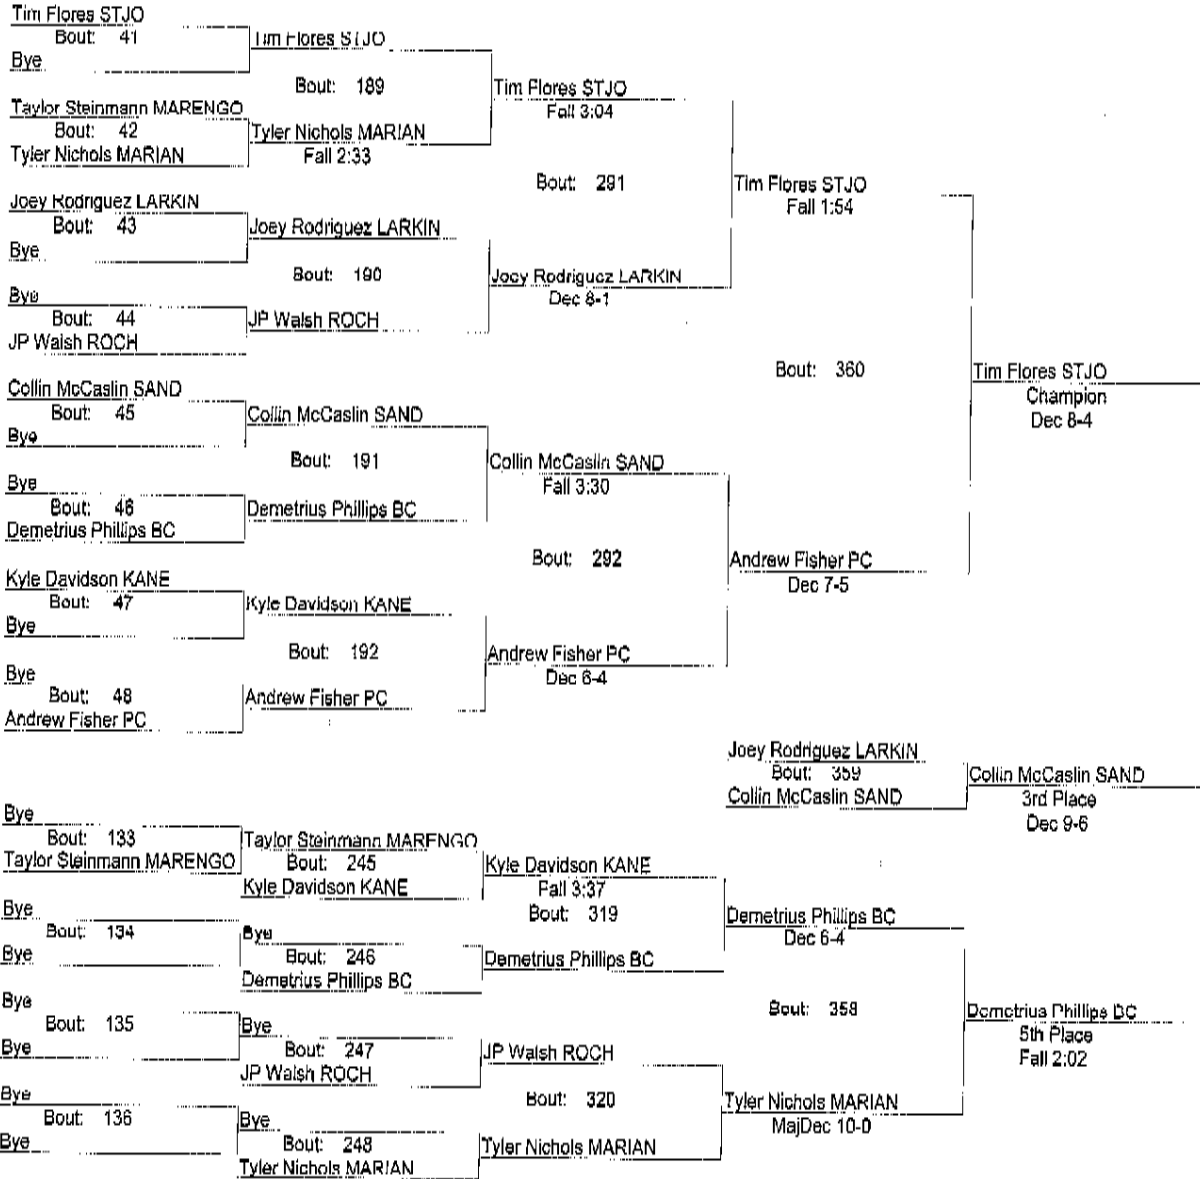 Tim Flores STJO
Bout: 41
Bye
Tim Flores STJO
Bout: 189
Taylor Steinmann MARENGO
Bout: 42
Tyler Nichols MARIAN
Tyler Nichols MARIAN
Fall 2:33
Tim Flores STJO
Fall 3:04
Bout: 291
Joey Rodriguez LARKIN
Bout: 43
Bye
Joey Rodriguez LARKIN
Bout: 190
Bye
Bout: 44
JP Walsh ROCH
JP Walsh ROCH
Joey Rodriguez LARKIN
Dec 8-1
Tim Flores STJO
Fall 1:54
Bout: 360
Tim Flores STJO
Champion
Dec 8-4
Collin McCaslin SAND
Bout: 45
Bye
Collin McCaslin SAND
Bout: 191
Bye
Bout: 46
Demetrius Phillips BC
Demetrius Phillips BC
Collin McCaslin SAND
Fall 3:30
Bout: 292
Kyle Davidson KANE
Bout: 47
Bye
Kyle Davidson KANE
Bout: 192
Bye
Bout: 48
Andrew Fisher PC
Andrew Fisher PC
Andrew Fisher PC
Dec 6-4
Andrew Fisher PC
Dec 7-5
Joey Rodriguez LARKIN
Bout: 359
Collin McCaslin SAND
Collin McCaslin SAND
3rd Place
Dec 9-6
Bye
Bout: 133
Taylor Steinmann MARENGO
Taylor Steinmann MARENGO
Bout: 245
Kyle Davidson KANE
Kyle Davidson KANE
Fall 3:37
Bout: 319
Bye
Bout: 134
Bye
Bye
Bout: 246
Demetrius Phillips BC
Demetrius Phillips BC
Demetrius Phillips BC
Dec 6-4
Bout: 358
Demetrius Phillips BC
5th Place
Fall 2:02
Bye
Bout: 135
Bye
Bye
Bout: 247
JP Walsh ROCH
JP Walsh ROCH
Bout: 320
Bye
Bout: 136
Bye
Bye
Bout: 248
Tyler Nichols MARIAN
Tyler Nichols MARIAN
Tyler Nichols MARIAN
MajDec 10-0